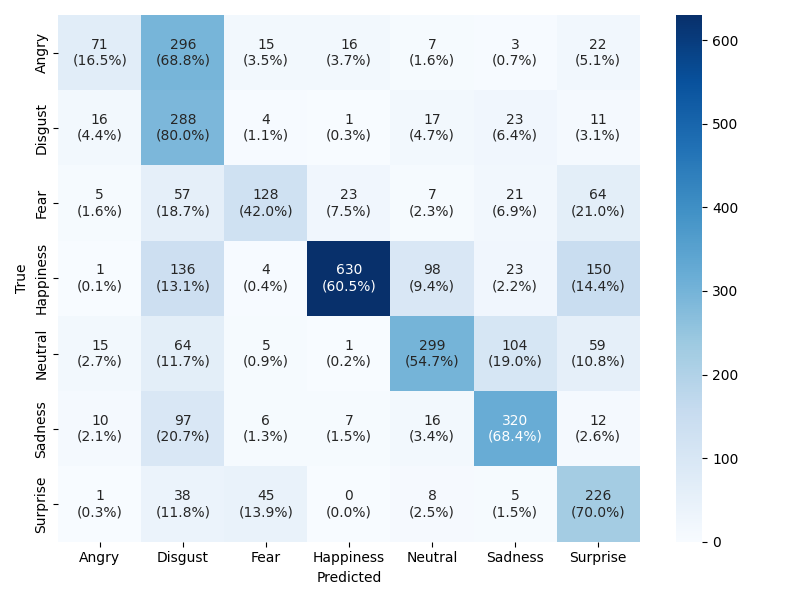 Angry 71 296 15 16 7 3 22
(16.5%) (68.8%) (3.5%) (3.7%) (1.6%) (0.7%) (5.1%)
Disgust 16 288 4 1 17 23 11
(4.4%) (80.0%) (1.1%) (0.3%) (4.7%) (6.4%) (3.1%)
Fear 5 57 128 23 7 21 64
(1.6%) (18.7%) (42.0%) (7.5%) (2.3%) (6.9%) (21.0%)
Happiness 1 136 4 630 98 23 150
(0.1%) (13.1%) (0.4%) (60.5%) (9.4%) (2.2%) (14.4%)
Neutral 15 64 5 1 299 104 59
(2.7%) (11.7%) (0.9%) (0.2%) (54.7%) (19.0%) (10.8%)
Sadness 10 97 6 7 16 320 12
(2.1%) (20.7%) (1.3%) (1.5%) (3.4%) (68.4%) (2.6%)
Surprise 1 38 45 0 8 5 226
(0.3%) (11.8%) (13.9%) (0.0%) (2.5%) (1.5%) (70.0%)
Angry Disgust Fear Happiness Neutral Sadness Surprise
Predicted
True
600
500
400
300
200
100
0